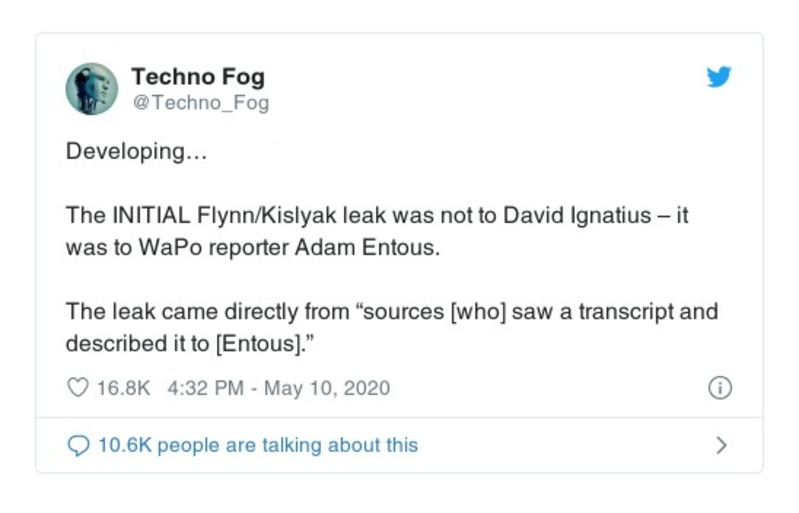 Techno Fog
@Techno_Fog
Developing…
The INITIAL Flynn/Kislyak leak was not to David Ignatius – it
was to WaPo reporter Adam Entous.
The leak came directly from “sources [who] saw a transcript and
described it to [Entous].”
16.8K 4:32 PM - May 10, 2020
10.6K people are talking about this